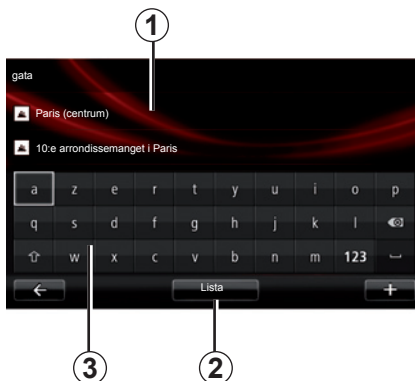 1
gata
Paris (centrum)
10:e arrondissemanget i Paris
a z e r t y u i o p
q s d f g h j k l
w x c v b n m 123
Lista
3 2